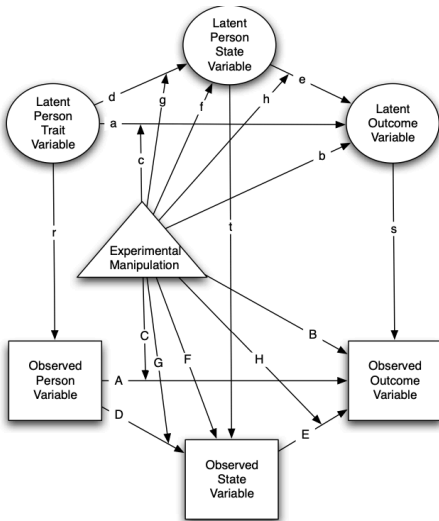 Latent
Person
State
Variable
Latent
Person
Trait
Variable
d
g
f
h
e
a
Latent
Outcome
Variable
c
b
r
t
s
Experimental
Manipulation
C
G
F
H
B
Observed
Person
Variable
A
D
E
Observed
Outcome
Variable
Observed
State
Variable